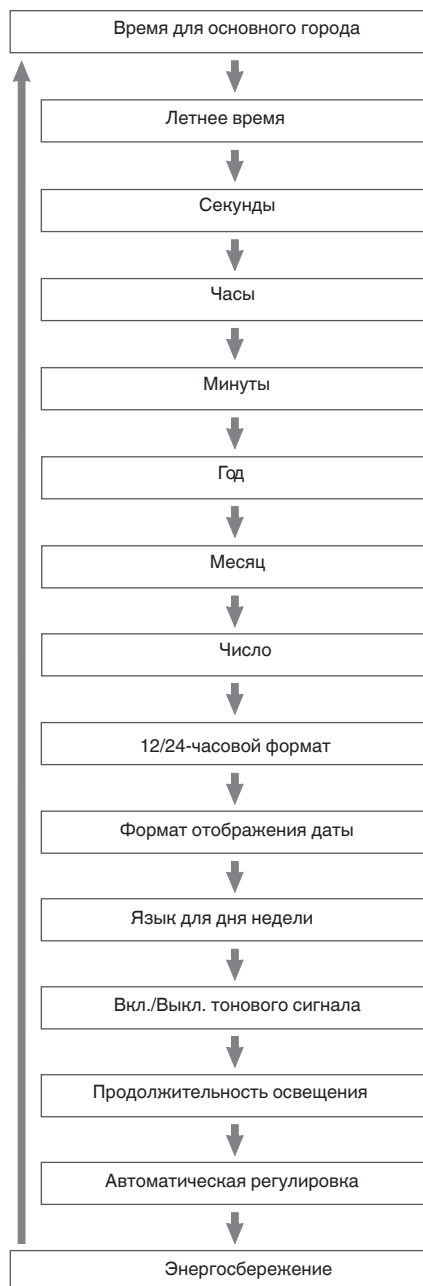 Время для основного города
Летнее время
Секунды
Часы
Минуты
Год
Месяц
Число
12/24-часовой формат
Формат отображения даты
Язык для дня недели
Вкл./Выкл. тонового сигнала
Продолжительность освещения
Автоматическая регулировка
Энергосбережение